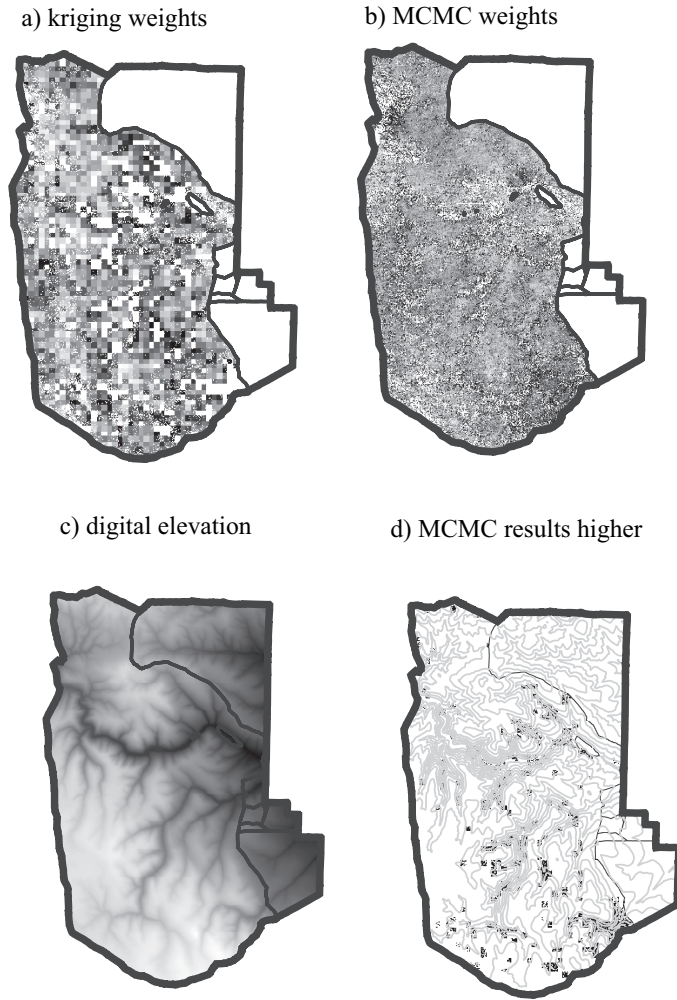 a) kriging weights
b) MCMC weights
c) digital elevation
d) MCMC results higher